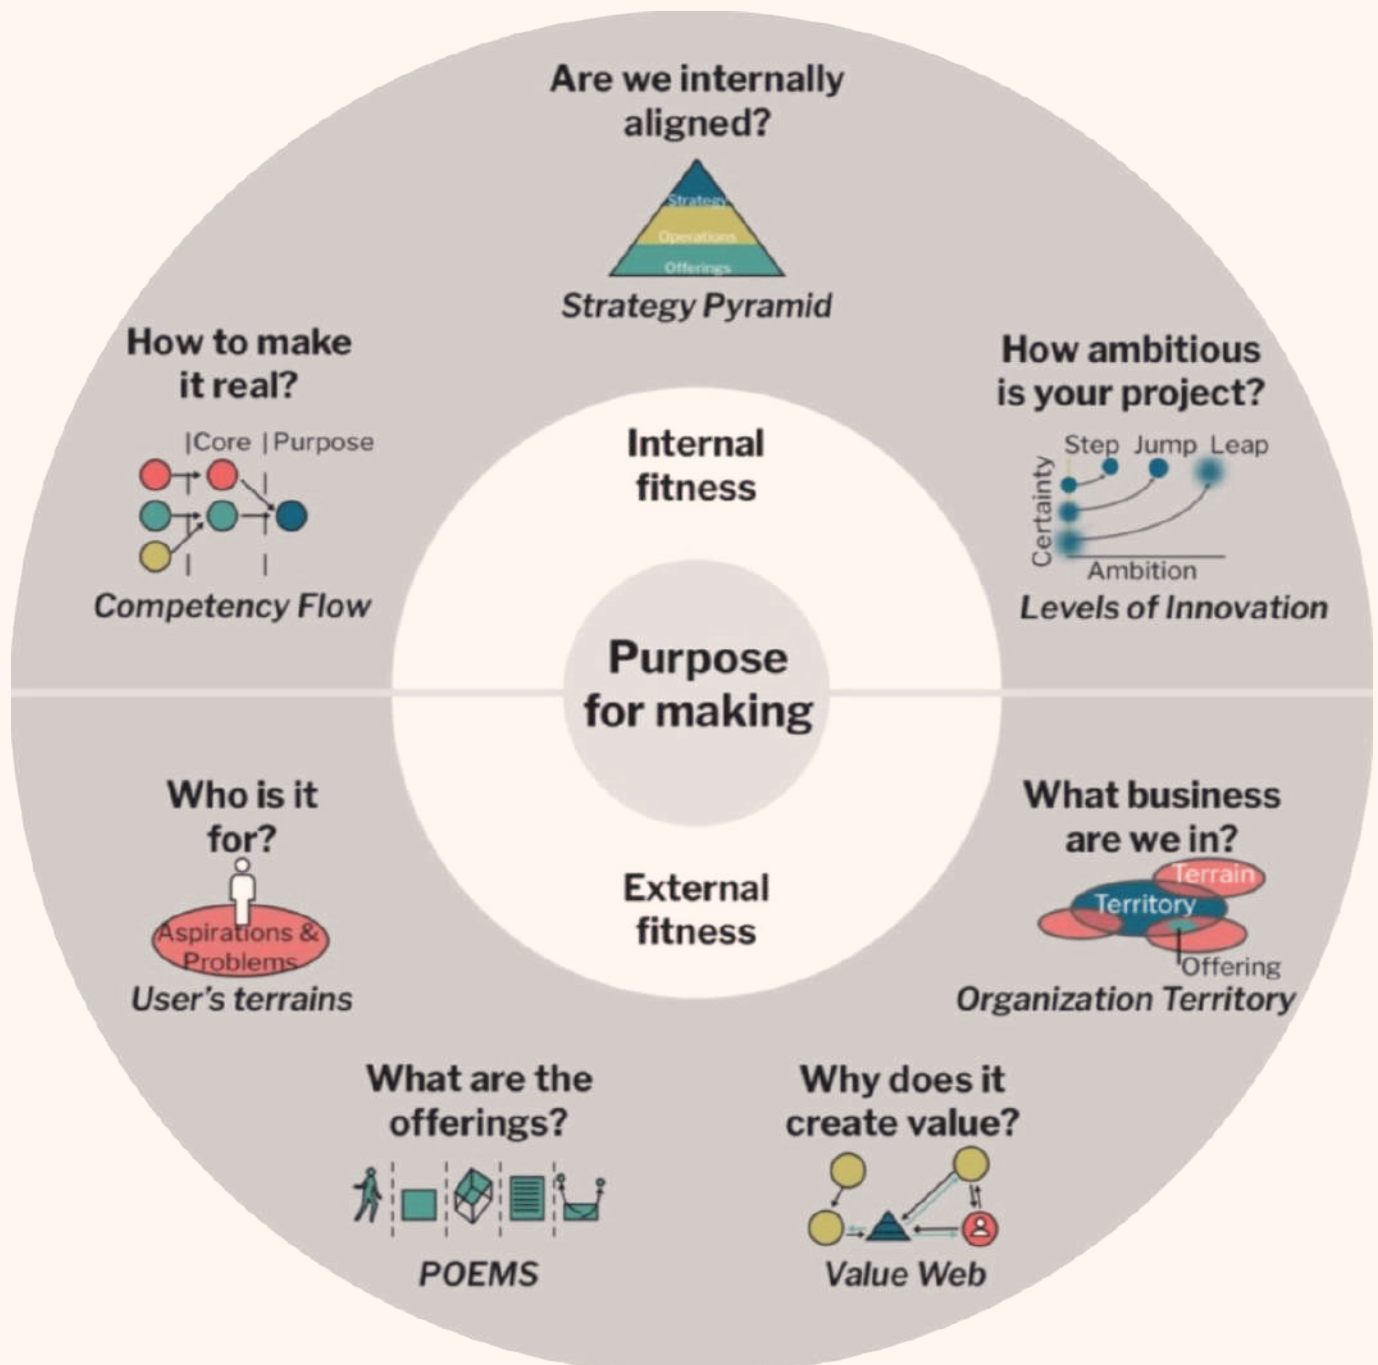 Are we internally
aligned?
Strategy
Operations
Offerings
Strategy Pyramid
How to make
it real?
|Core | Purpose
Competency Flow
How ambitious
is your project?
Step Jump Leap
Certainty
Ambition
Levels of Innovation
Internal
fitness
Purpose
for making
External
fitness
Who is it
for?
Aspirations &
Problems
User's terrains
What business
are we in?
Terrain
Territory
Offering
Organization Territory
What are the
offerings?
POEMS
Why does it
create value?
Value Web